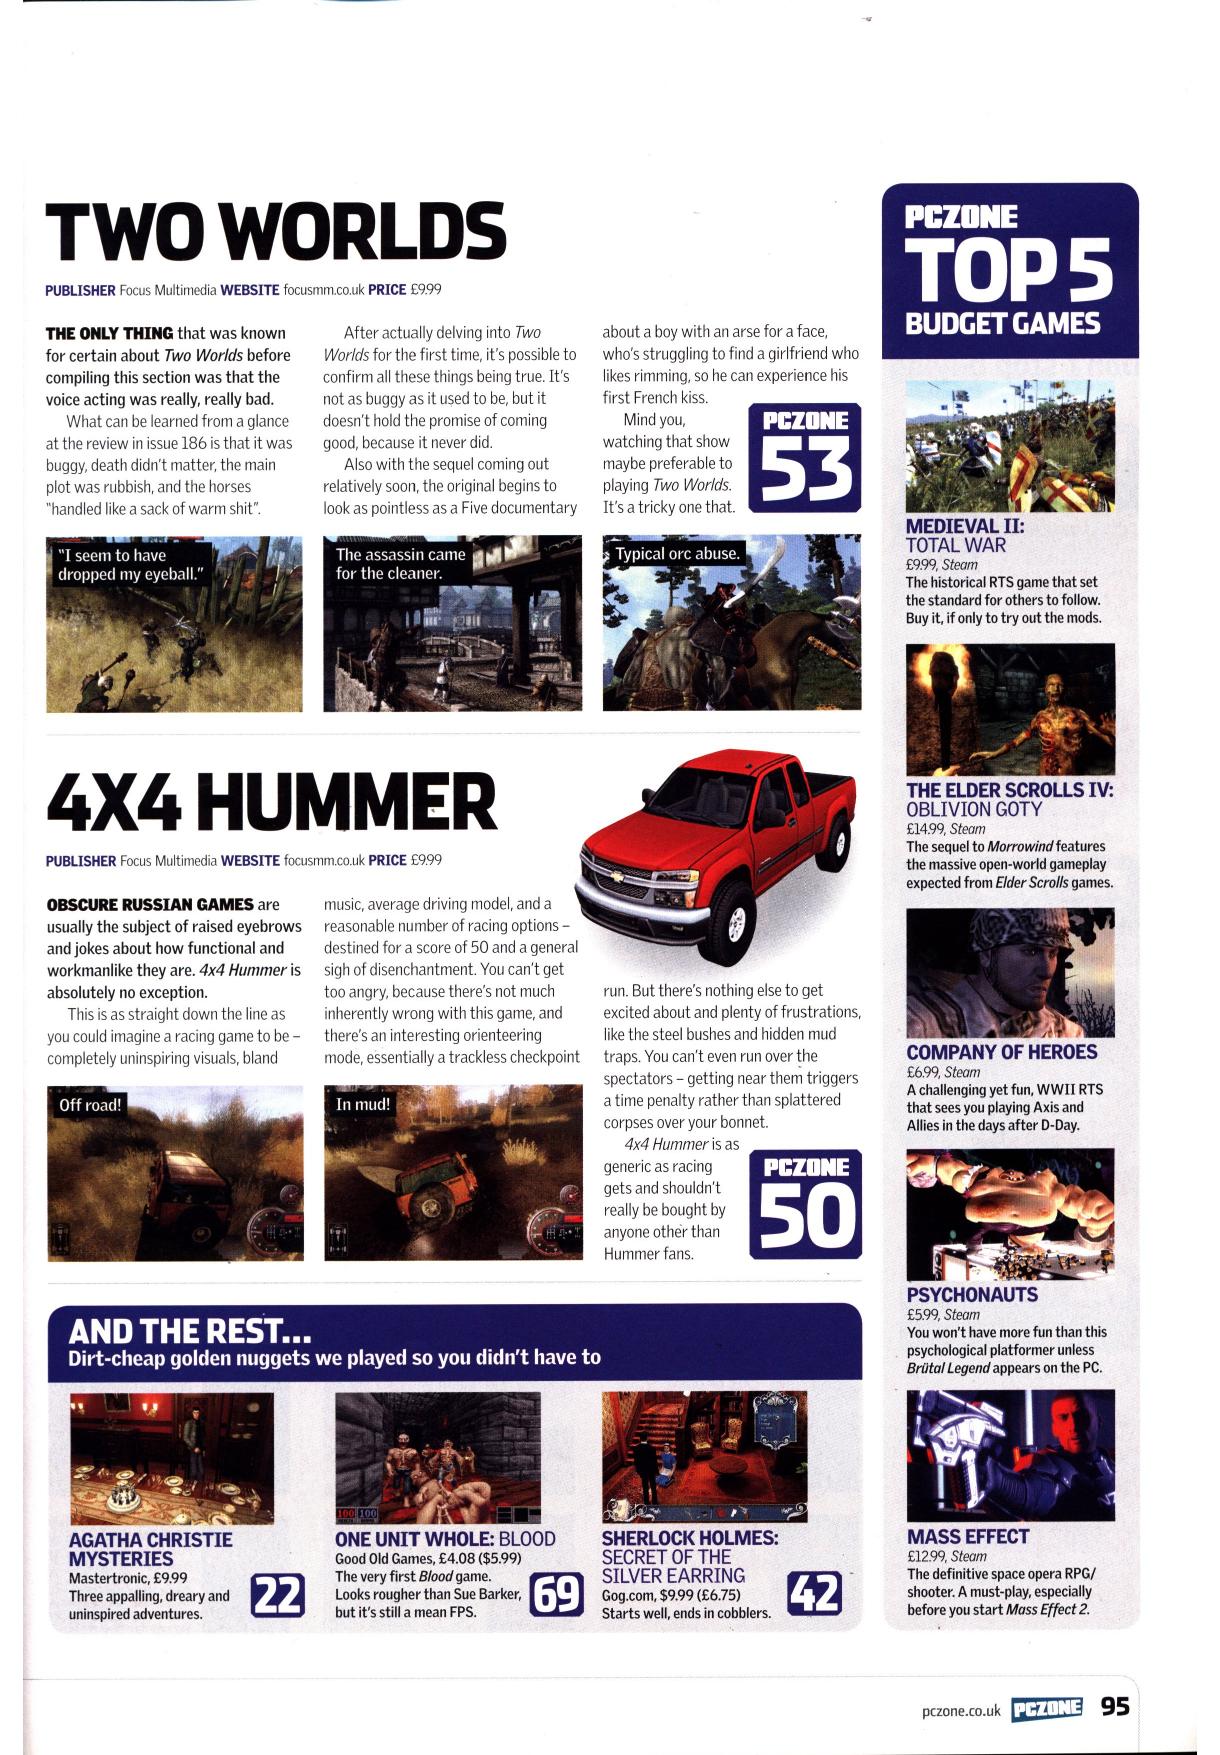 TWO WORLDS
PUBLISHER Focus Multimedia WEBSITE focusmm.co.uk PRICE £9.99
THE ONLY THING that was known
for certain about Two Worlds before
compiling this section was that the
voice acting was really, really bad.
What can be learned from a glance
at the review in issue 186 is that it was
buggy, death didn't matter, the main
plot was rubbish, and the horses
"handled like a sack of warm shit".
After actually delving into Two
Worlds for the first time, it's possible to
confirm all these things being true. It's
not as buggy as it used to be, but it
doesn't hold the promise of coming
good, because it never did.
Also with the sequel coming out
relatively soon, the original begins to
look as pointless as a Five documentary
about a boy with an arse for a face,
who's struggling to find a girlfriend who
likes rimming, so he can experience his
first French kiss.
Mind you,
watching that show
maybe preferable to
playing Two Worlds.
It's a tricky one that.
PCZONE
53
"I seem to have
dropped my eyeball."
The assassin came
for the cleaner.
Typical orc abuse.
4X4 HUMMER
PUBLISHER Focus Multimedia WEBSITE focusmm.co.uk PRICE £9.99
OBSCURE RUSSIAN GAMES are
usually the subject of raised eyebrows
and jokes about how functional and
workmanlike they are. 4x4 Hummer is
absolutely no exception.
This is as straight down the line as
you could imagine a racing game to be –
completely uninspiring visuals, bland
music, average driving model, and a
reasonable number of racing options –
destined for a score of 50 and a general
sigh of disenchantment. You can't get
too angry, because there's not much
inherently wrong with this game, and
there's an interesting orienteering
mode, essentially a trackless checkpoint
run. But there's nothing else to get
excited about and plenty of frustrations,
like the steel bushes and hidden mud
traps. You can't even run over the
spectators – getting near them triggers
a time penalty rather than splattered
corpses over your bonnet.
4x4 Hummer is as
generic as racing
gets and shouldn't
really be bought by
anyone other than
Hummer fans.
PCZONE
50
Off road!
In mud!
AND THE REST...
Dirt-cheap golden nuggets we played so you didn't have to
AGATHA CHRISTIE
MYSTERIES
Mastertronic, £9.99
Three appalling, dreary and
uninspired adventures.
22
100 100
ONE UNIT WHOLE: BLOOD
Good Old Games, £4.08 ($5.99)
The very first Blood game.
Looks rougher than Sue Barker,
but it's still a mean FPS.
69
SHERLOCK HOLMES:
SECRET OF THE
SILVER EARRING
Gog.com, $9.99 (£6.75)
Starts well, ends in cobblers.
42
PCZONE
TOP 5
BUDGET GAMES
MEDIEVAL II:
TOTAL WAR
£9.99, Steam
The historical RTS game that set
the standard for others to follow.
Buy it, if only to try out the mods.
THE ELDER SCROLLS IV:
OBLIVION GOTY
£14.99, Steam
The sequel to Morrowind features
the massive open-world gameplay
expected from Elder Scrolls games.
COMPANY OF HEROES
£6.99, Steam
A challenging yet fun, WWII RTS
that sees you playing Axis and
Allies in the days after D-Day.
PSYCHONAUTS
£5.99, Steam
You won't have more fun than this
psychological platformer unless
Brütal Legend appears on the PC.
MASS EFFECT
£12.99, Steam
The definitive space opera RPG/
shooter. A must-play, especially
before you start Mass Effect 2.
pczone.co.uk PCZONE 95